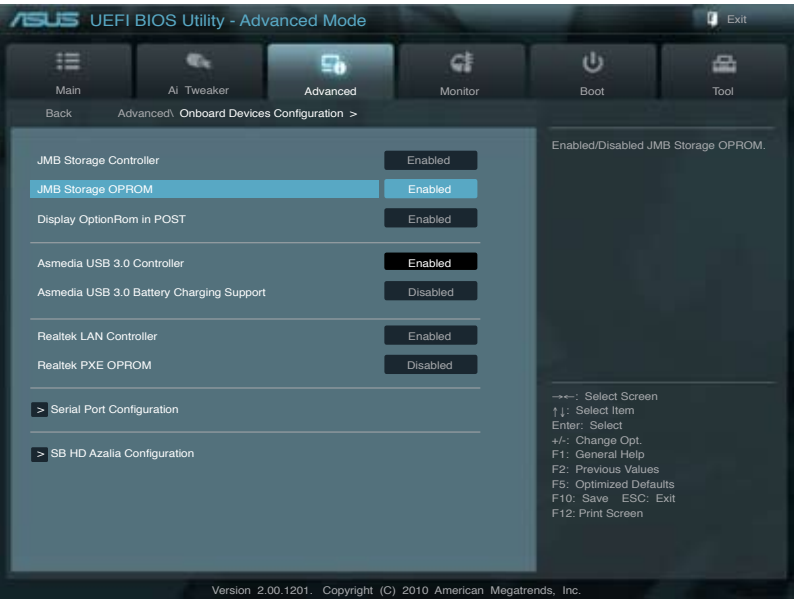 ASUS UEFI BIOS Utility - Advanced Mode
Exit
Main
Ai Tweaker
Advanced
Monitor
Boot
Tool
Back Advanced\ Onboard Devices Configuration >
JMB Storage Controller Enabled
JMB Storage OPROM Enabled
Display OptionRom in POST Enabled
Asmedia USB 3.0 Controller Enabled
Asmedia USB 3.0 Battery Charging Support Disabled
Realtek LAN Controller Enabled
Realtek PXE OPROM Disabled
> Serial Port Configuration
> SB HD Azalia Configuration
Enabled/Disabled JMB Storage OPROM.
→←: Select Screen
↑↓: Select Item
Enter: Select
+/-: Change Opt.
F1: General Help
F2: Previous Values
F5: Optimized Defaults
F10: Save ESC: Exit
F12: Print Screen
Version 2.00.1201. Copyright (C) 2010 American Megatrends, Inc.